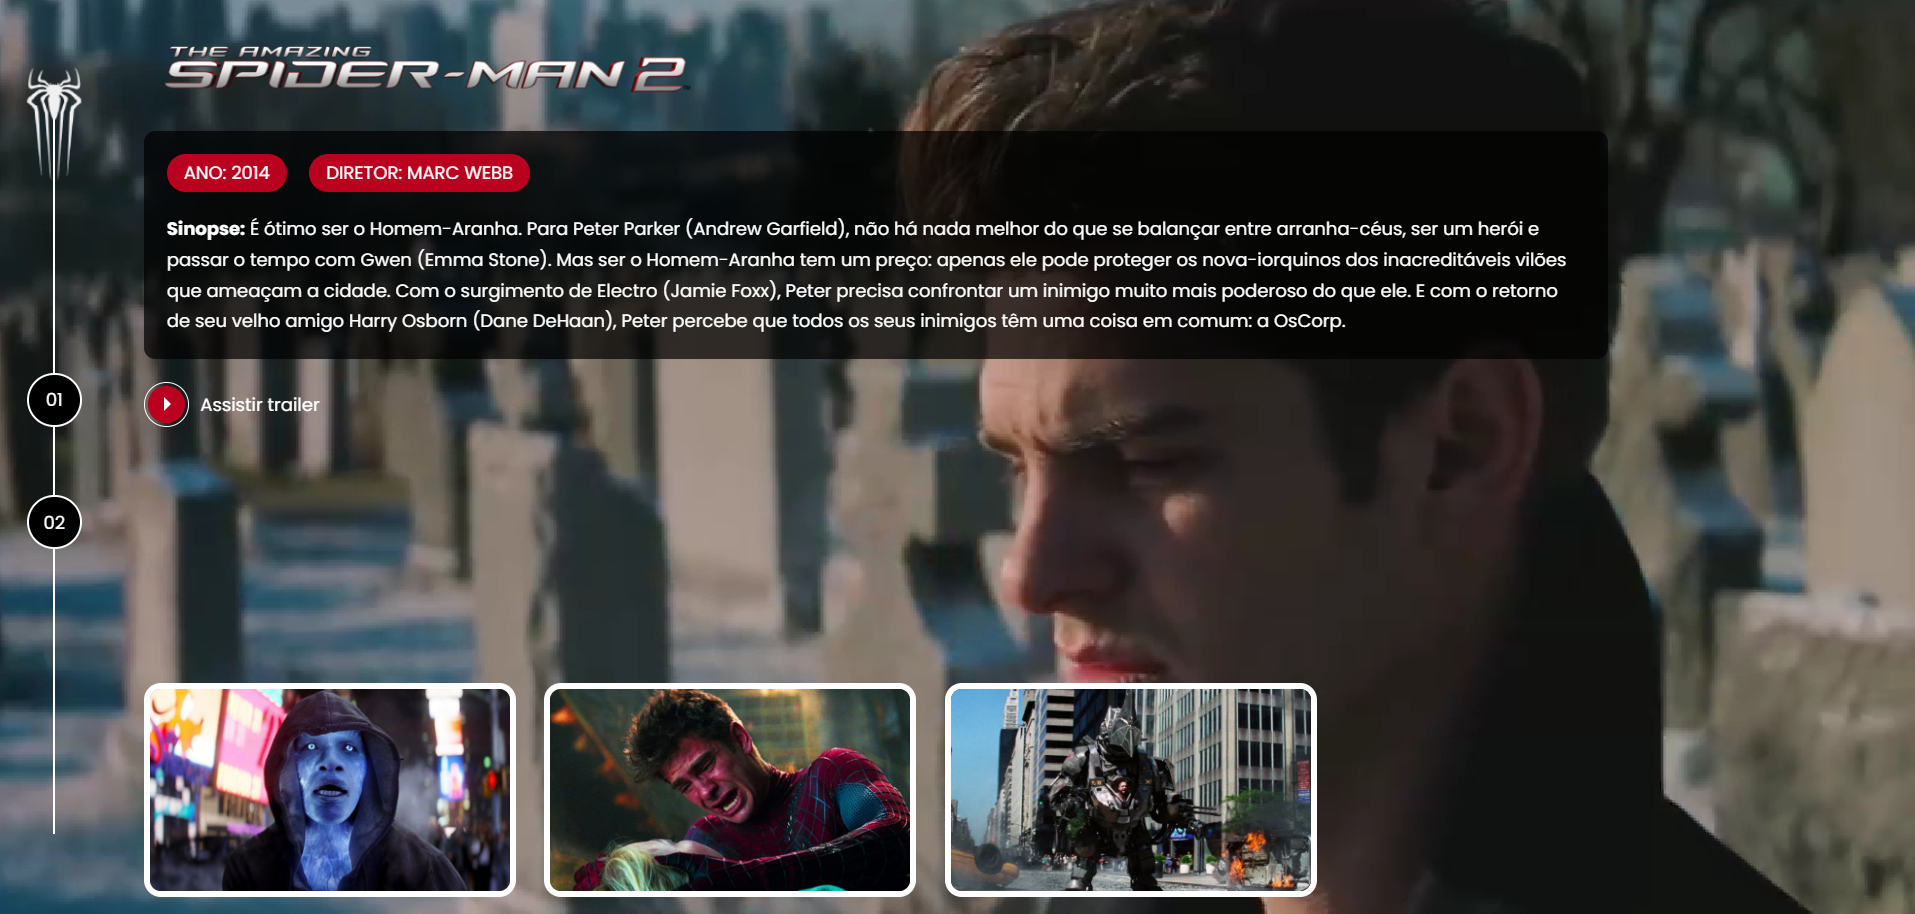 THE AMAZING
SPIDER-MAN 2
ANO: 2014
DIRETOR: MARC WEBB
Sinopse: É ótimo ser o Homem-Aranha. Para Peter Parker (Andrew Garfield), não há nada melhor do que se balançar entre arranha-céus, ser um herói e
passar o tempo com Gwen (Emma Stone). Mas ser o Homem-Aranha tem um preço: apenas ele pode proteger os nova-iorquinos dos inacreditáveis vilões
que ameaçam a cidade. Com o surgimento de Electro (Jamie Foxx), Peter precisa confrontar um inimigo muito mais poderoso do que ele. E com o retorno
de seu velho amigo Harry Osborn (Dane DeHaan), Peter percebe que todos os seus inimigos têm uma coisa em comum: a OsCorp.
01
Assistir trailer
02